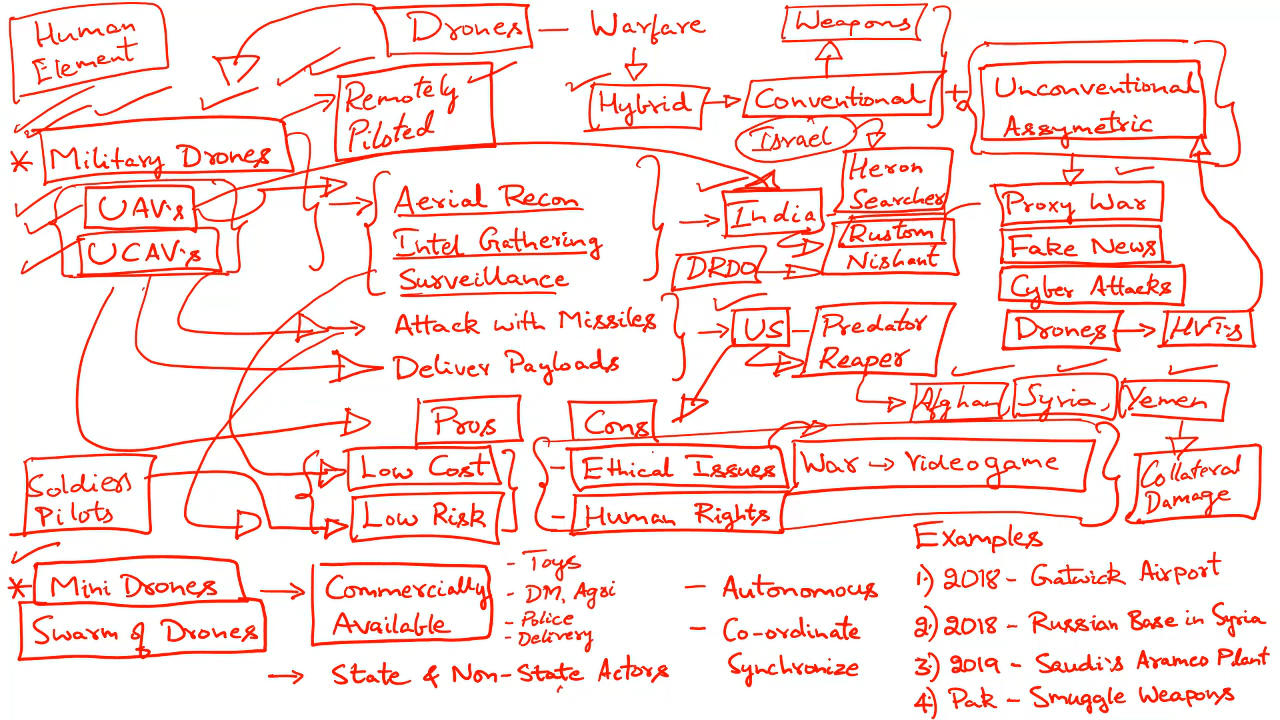 Human
Element
Drones — Warfare
Weapons
Remotely
Piloted
Hybrid
Conventional
+
Unconventional
Assymetric
Israel
* Military Drones
UAV's
UCAV's
Aerial Recon
Intel Gathering
Surveillance
Attack with Missiles
Deliver Payloads
India
Heron
Searcher
Rustom
Nishant
DRDO
US
Predator
Reaper
Proxy War
Fake News
Cyber Attacks
Drones
HVT's
Afghan, Syria, Yemen
Collateral
Damage
Pros
Low Cost
Low Risk
Cons
- Ethical Issues
War → Videogame
- Human Rights
Soldiers
Pilots
* Mini Drones
Swarm of Drones
Commercially
Available
- Toys
- DM, Agri
- Police
- Delivery
→ State & Non-State Actors
- Autonomous
- Co-ordinate
Synchronize
Examples
1) 2018 - Gatwick Airport
2) 2018 - Russian Base in Syria
3) 2019 - Saudi's Aramco Plant
4) Pak - Smuggle Weapons